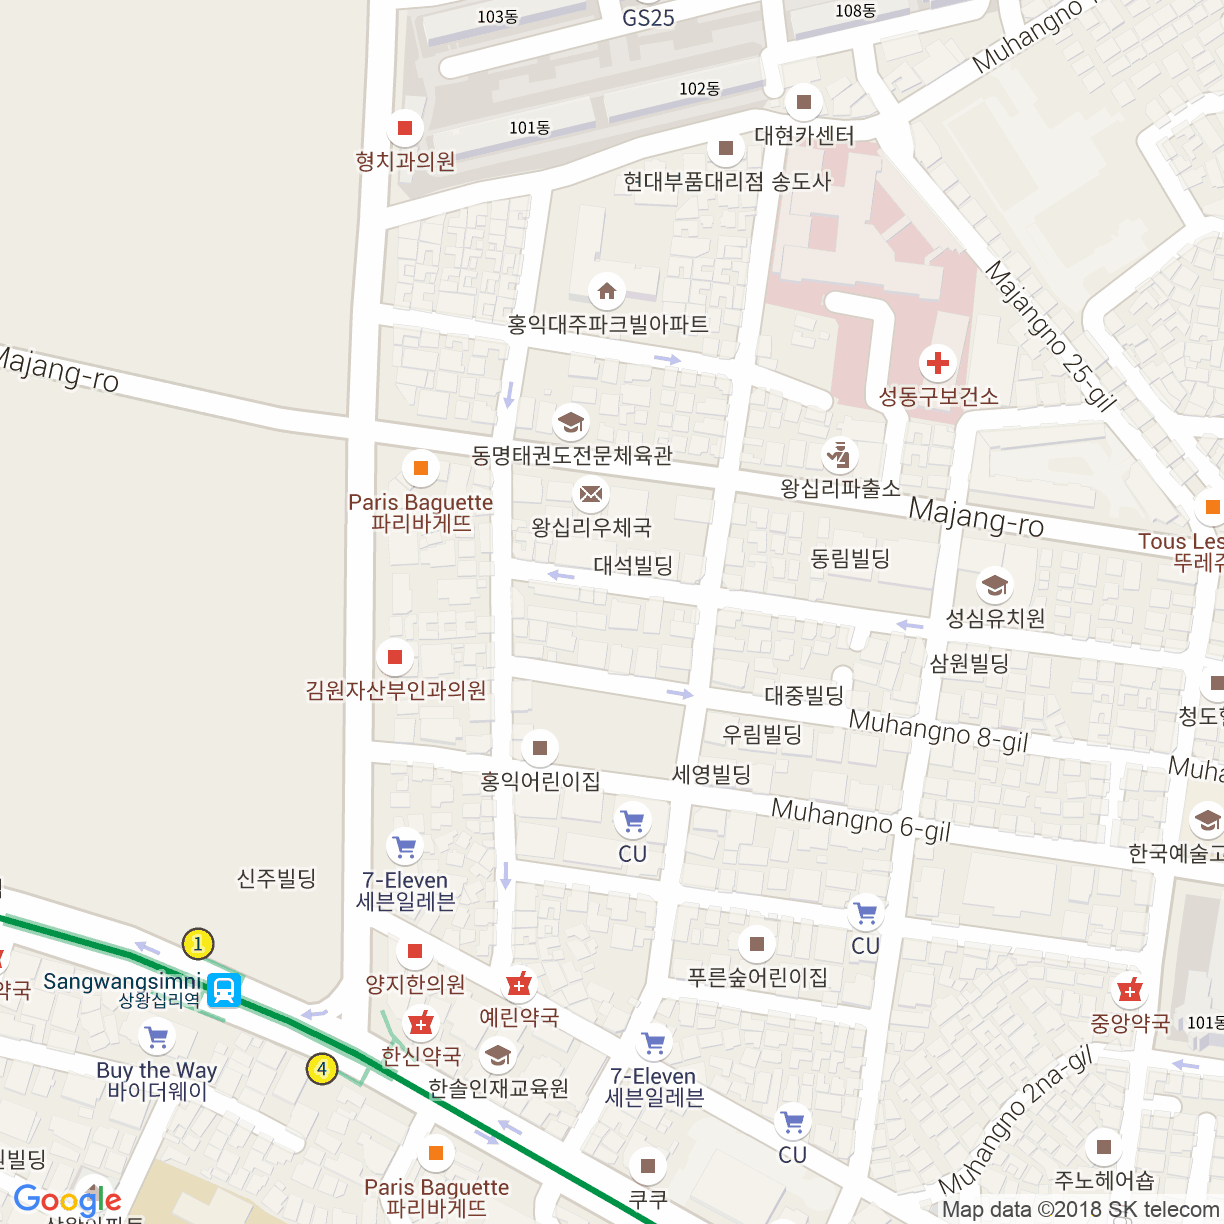 103동
GS25
108동
Muhangno 1
102동
101동
대현카센터
형치과의원
현대부품대리점 송도사
홍익대주파크빌아파트
Majangno 25-gil
Majang-ro
성동구보건소
동명태권도전문체육관
왕십리파출소
Paris Baguette
파리바게뜨
왕십리우체국
Majang-ro
Tous Les
뚜레쥬
대석빌딩
동림빌딩
성심유치원
삼원빌딩
김원자산부인과의원
대중빌딩
청도
Muhangno 8-gil
우림빌딩
Muhan
홍익어린이집
세영빌딩
Muhangno 6-gil
CU
한국예술고
7-Eleven
세븐일레븐
신주빌딩
CU
1
푸른숲어린이집
Sangwangsimni
상왕십리역
약국
양지한의원
예린약국
중앙약국
101동
한신약국
Buy the Way
바이더웨이
4
한솔인재교육원
7-Eleven
세븐일레븐
Muhangno 2na-gil
CU
원빌딩
Paris Baguette
파리바게뜨
쿠쿠
주노헤어숍
Google
상왕아파트
Map data ©2018 SK telecom